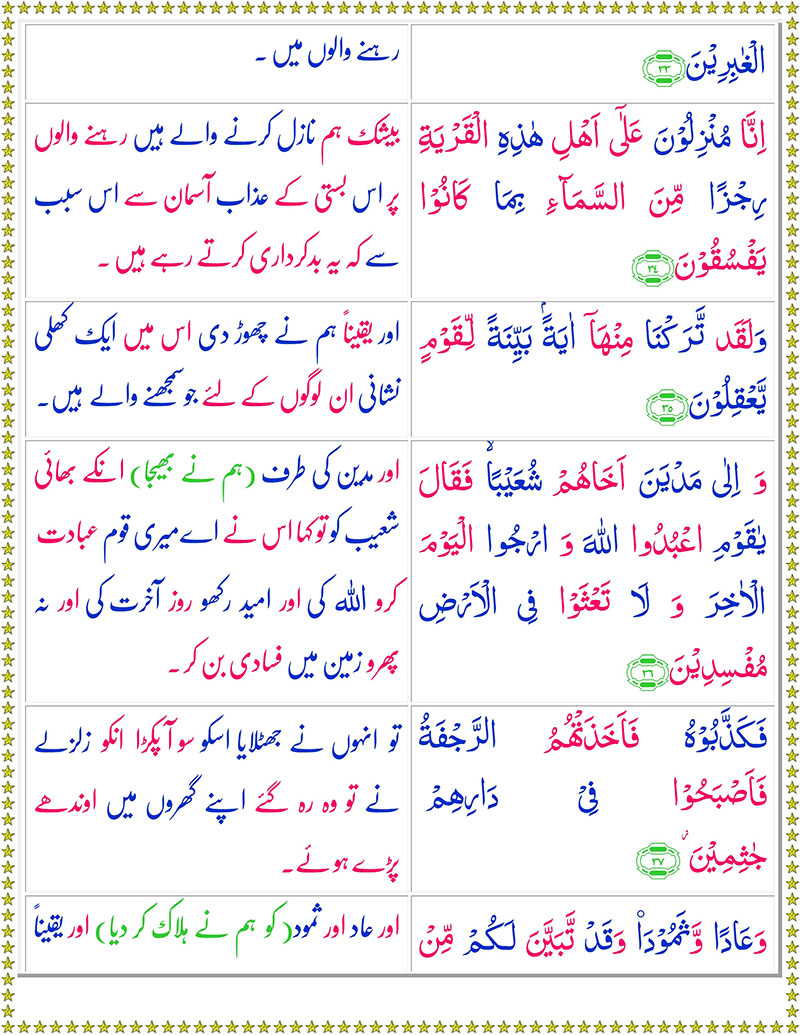 الْغٰبِرِیْنَ ۳۳
رہنے والوں میں ۔
اِنَّا مُنْزِلُوْنَ عَلٰۤی اَهْلِ هٰذِهِ الْقَرْیَةِ
رِجْزًا مِّنَ السَّمَآءِ بِمَا كَانُوْا
یَفْسُقُوْنَ ۳٤
بیشک ہم نازل کرنے والے ہیں رہنے والوں
پر اس بستی کے عذاب آسمان سے اس سبب
سے کہ یہ بدکرداری کرتے رہے ہیں ۔
وَلَقَد تَّرَكْنَا مِنْهَاۤ اٰیَةًۢ بَیِّنَةً لِّقَوْمٍ
یَّعْقِلُوْنَ ۳۵
اور یقیناً ہم نے چھوڑ دی اس میں ایک کھلی
نشانی ان لوگوں کے لئے جو سمجھنے والے ہیں۔
وَ اِلٰی مَدْیَنَ اَخَاهُمْ شُعَیْبًاۙ فَقَالَ
یٰقَوْمِ اعْبُدُوا اللّٰهَ وَ ارْجُوا الْیَوْمَ
الْاٰخِرَ وَ لَا تَعْثَوْا فِی الْاَرْضِ
مُفْسِدِیْنَ ۳٦
اور مدین کی طرف (ہم نے بھیجا) انکے بھائی
شعیب کو تو کہا اس نے اے میری قوم عبادت
کرو اللہ کی اور امید رکھو روز آخرت کی اور نہ
پھرو زمین میں فسادی بن کر۔
فَكَذَّبُوْهُ فَاَخَذَتْهُمُ الرَّجْفَةُ
فَاَصْبَحُوْا فِیْ دَارِهِمْ
جٰثِمِیْنَؗ ۳۷
تو انہوں نے جھٹلایا اسکو سو آ پکڑا انکو زلزلے
نے تو وہ رہ گئے اپنے گھروں میں اوندھے
پڑے ہوئے۔
وَعَادًا وَّثَمُوْدَاۡ وَقَدْ تَّبَیَّنَ لَكُمْ مِّنْ
اور عاد اور ثمود(کو ہم نے ہلاک کر دیا) اور یقیناً